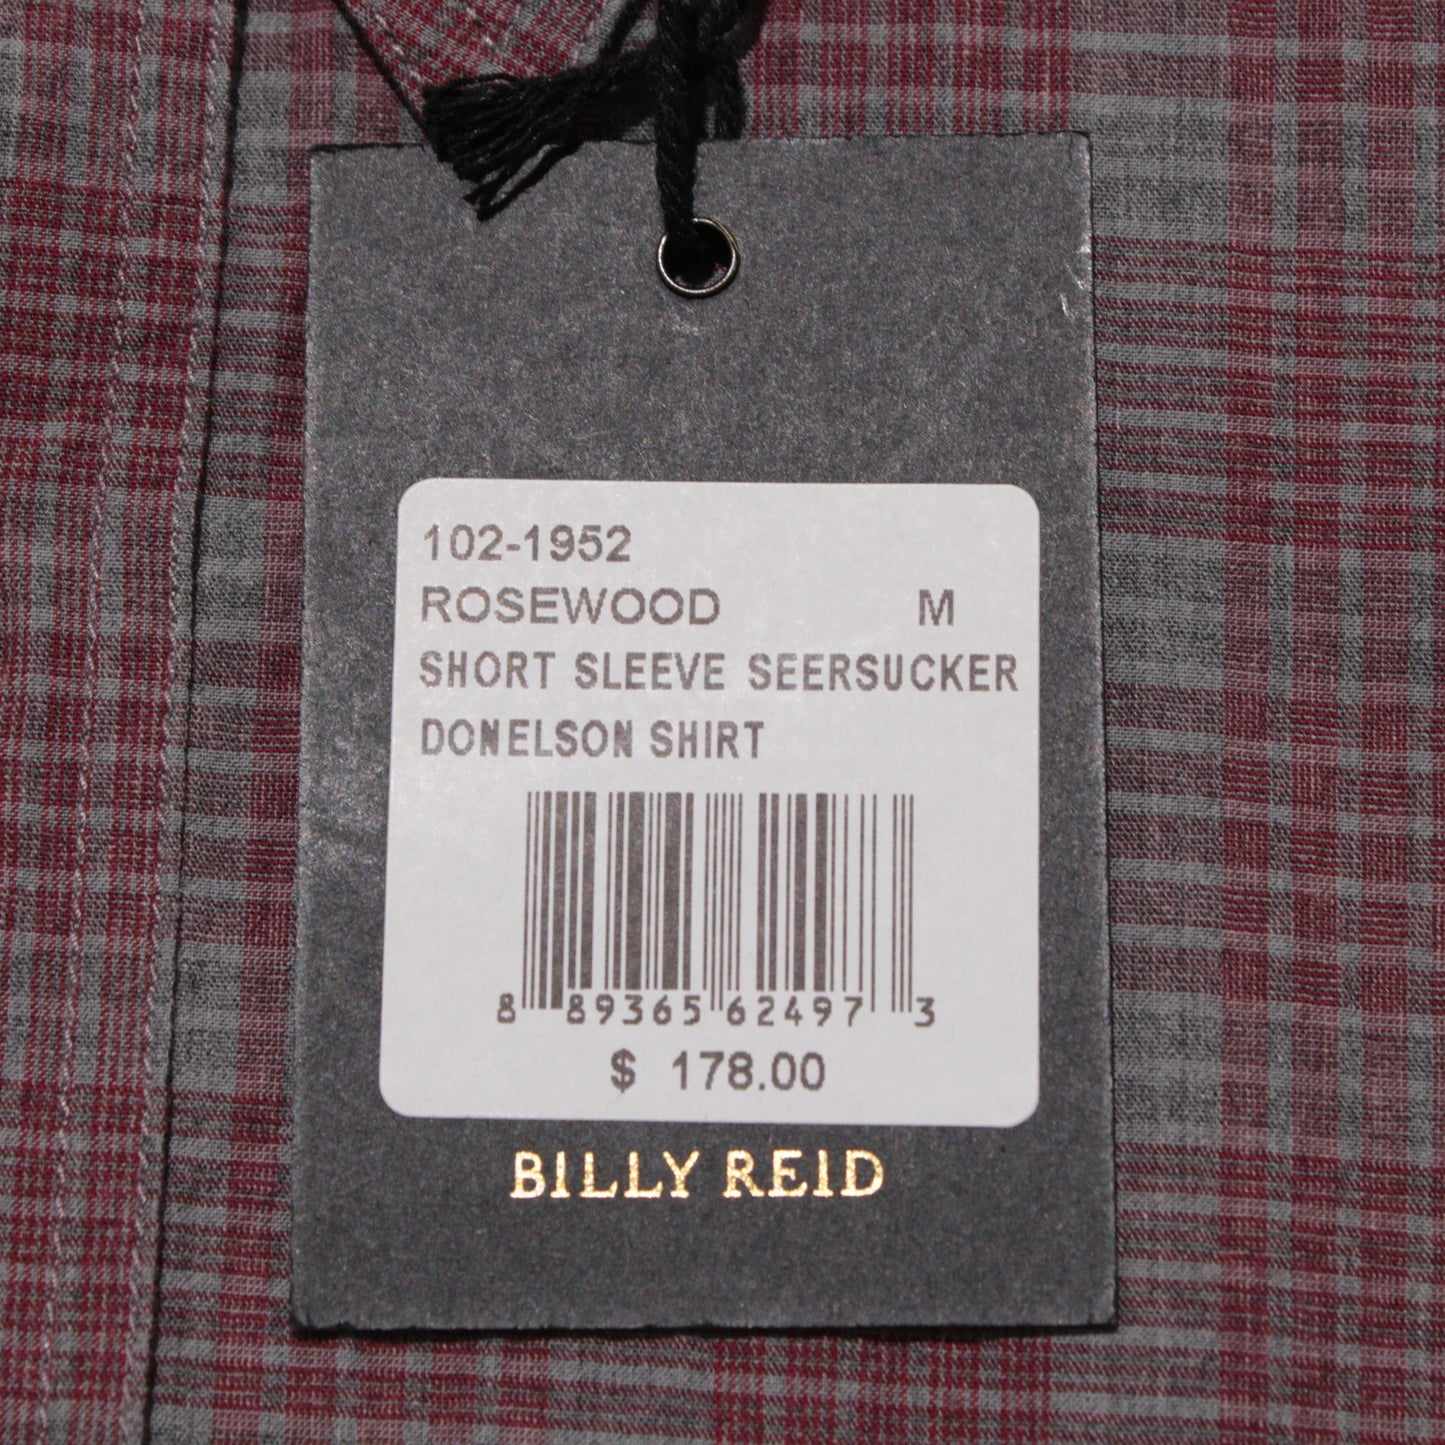 102-1952
ROSEWOOD M
SHORT SLEEVE SEERSUCKER
DONELSON SHIRT
8 89365 62497 3
$ 178.00
BILLY REID